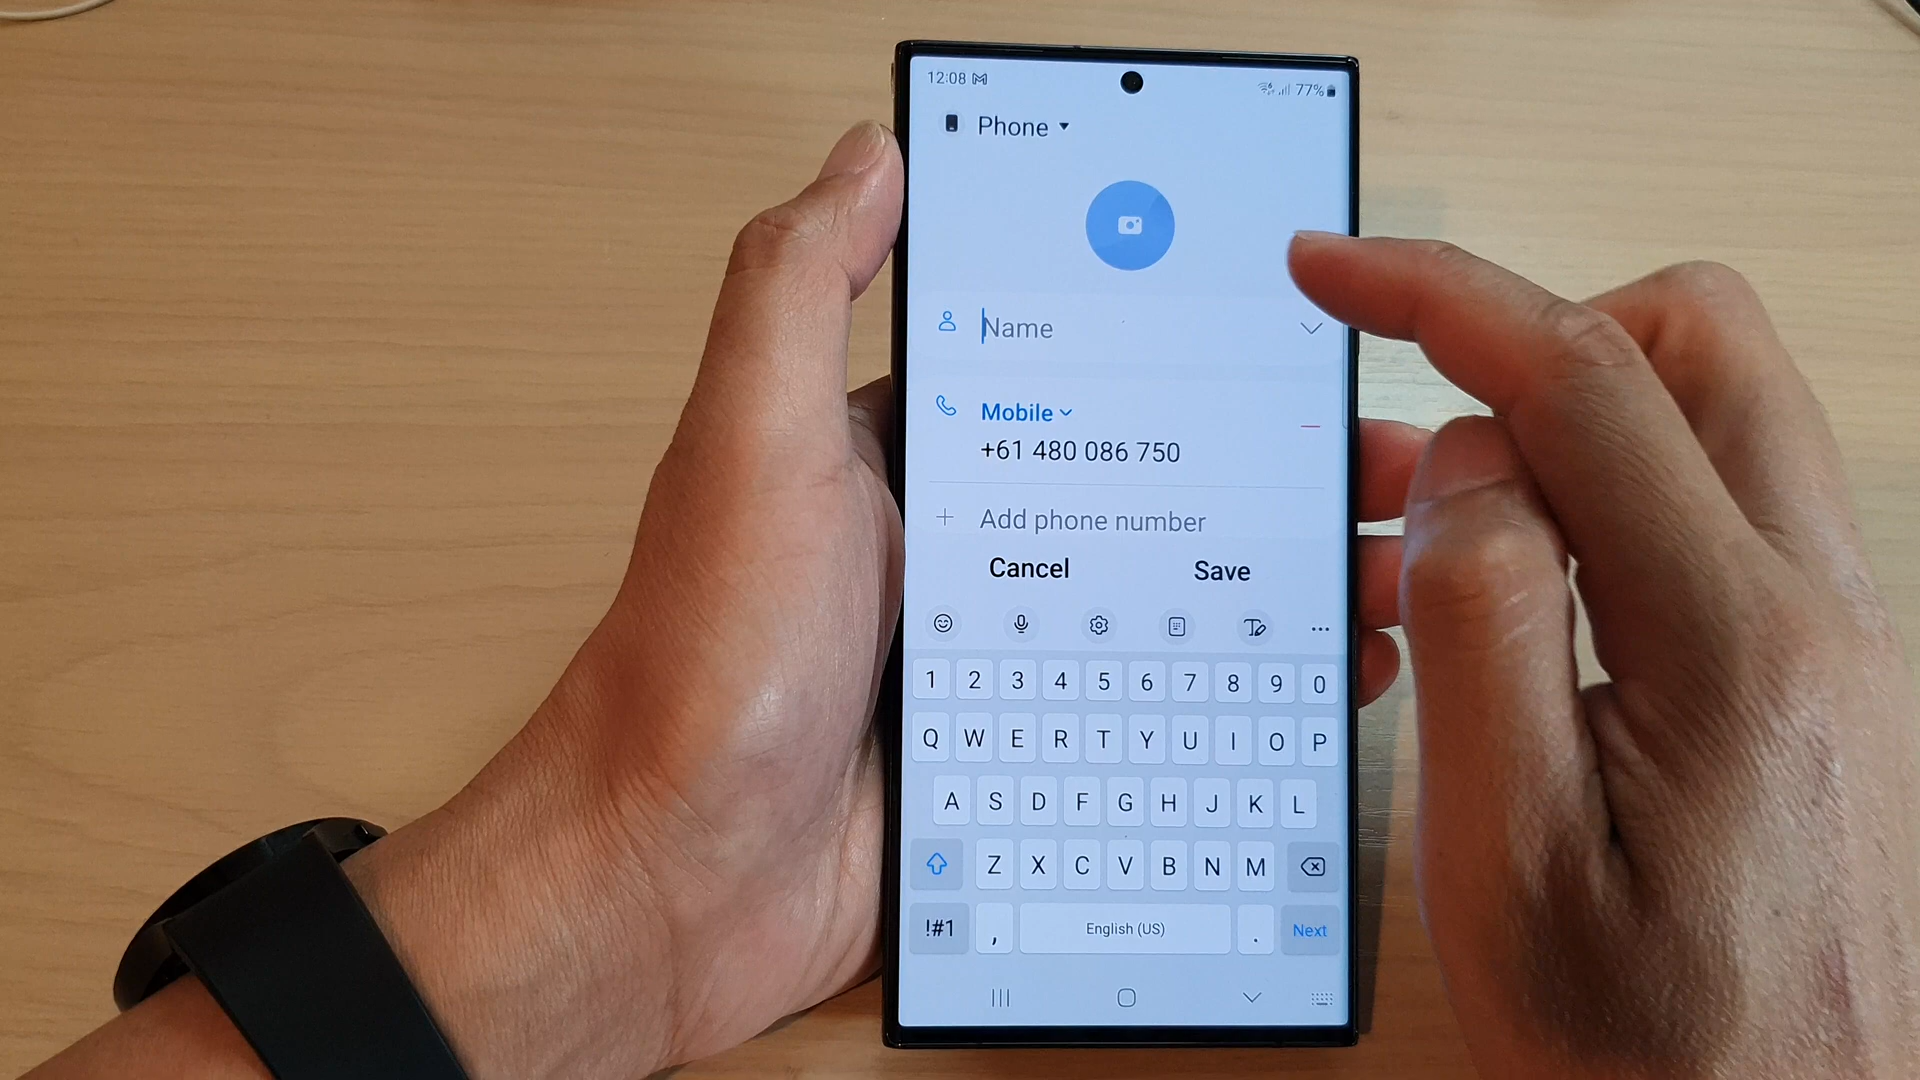 12:08
77%
Phone
Name
Mobile
+61 480 086 750
+ Add phone number
Cancel Save
1 2 3 4 5 6 7 8 9 0
Q W E R T Y U I O P
A S D F G H J K L
Z X C V B N M
!#1 , English (US) . Next